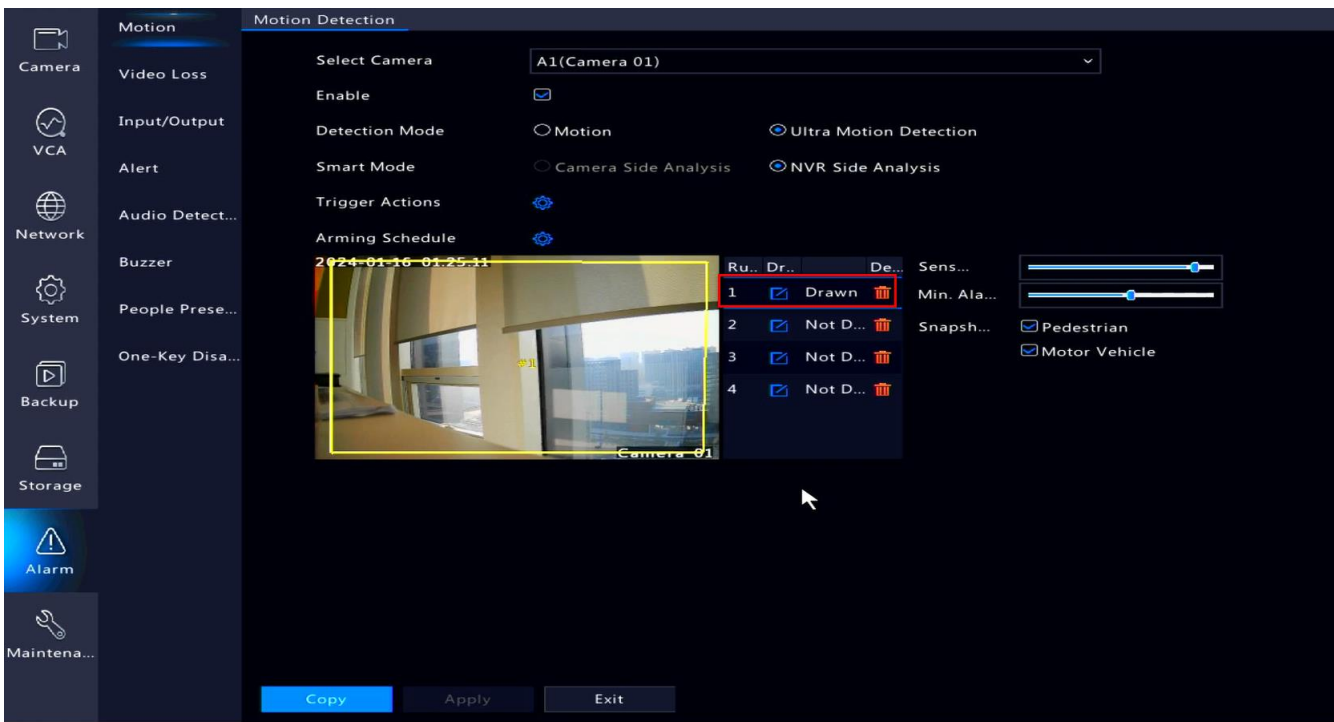 Motion Detection
Camera
VCA
Network
System
Backup
Storage
Alarm
Maintena...
Motion
Video Loss
Input/Output
Alert
Audio Detect...
Buzzer
People Prese...
One-Key Disa...
Select Camera A1(Camera 01)
Enable
Detection Mode Motion Ultra Motion Detection
Smart Mode Camera Side Analysis NVR Side Analysis
Trigger Actions
Arming Schedule
2024-01-16 01:25:11
#1
Camera 01
Ru.. Dr.. De..
1 Drawn
2 Not D...
3 Not D...
4 Not D...
Sens...
Min. Ala...
Snapsh... Pedestrian
Motor Vehicle
Copy Apply Exit